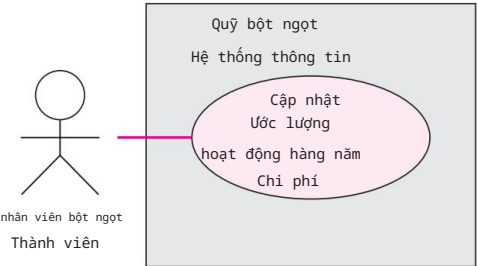 Quỹ bột ngọt
Hệ thống thông tin
Cập nhật
Ước lượng
hoạt động hàng năm
Chi phí
nhân viên bột ngọt
Thành viên